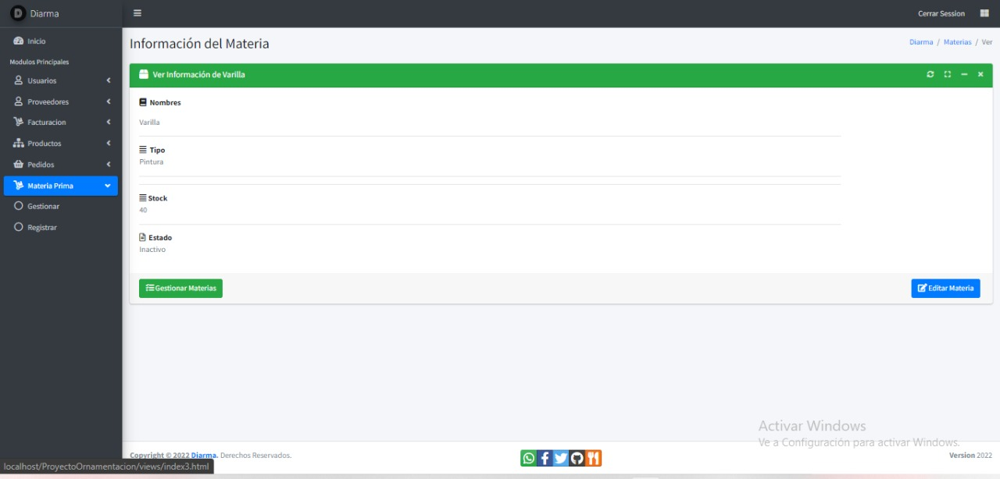 D Diarma
Cerrar Session
Inicio
Modulos Principales
Usuarios
Proveedores
Facturacion
Productos
Pedidos
Materia Prima
Gestionar
Registrar
Información del Materia
Diarma / Materias / Ver
Ver Información de Varilla
Nombres
Varilla
Tipo
Pintura
Stock
40
Estado
Inactivo
Gestionar Materias
Editar Materia
Activar Windows
Ve a Configuración para activar Windows.
Copyright © 2022 Diarma. Derechos Reservados.
Version 2022
localhost/ProyectoOrnamentacion/views/index3.html